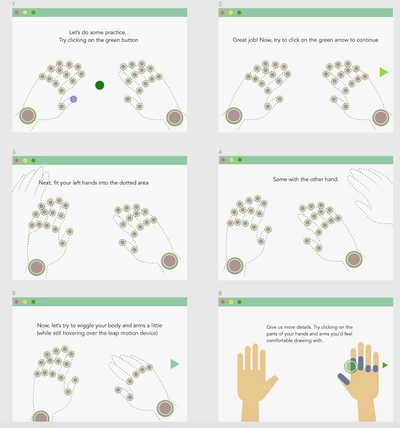 1
2
Let's do some practice.
Try clicking on the green button
Great job! Now, try to click on the green arrow to continue
3
4
Next, fit your left hands into the dotted area
Same with the other hand.
5
6
Now, let's try to wiggle your body and arms a little
(while still hovering over the leap motion device)
Give us more details. Try clicking on the
parts of your hands and arms you'd feel
comfortable drawing with.